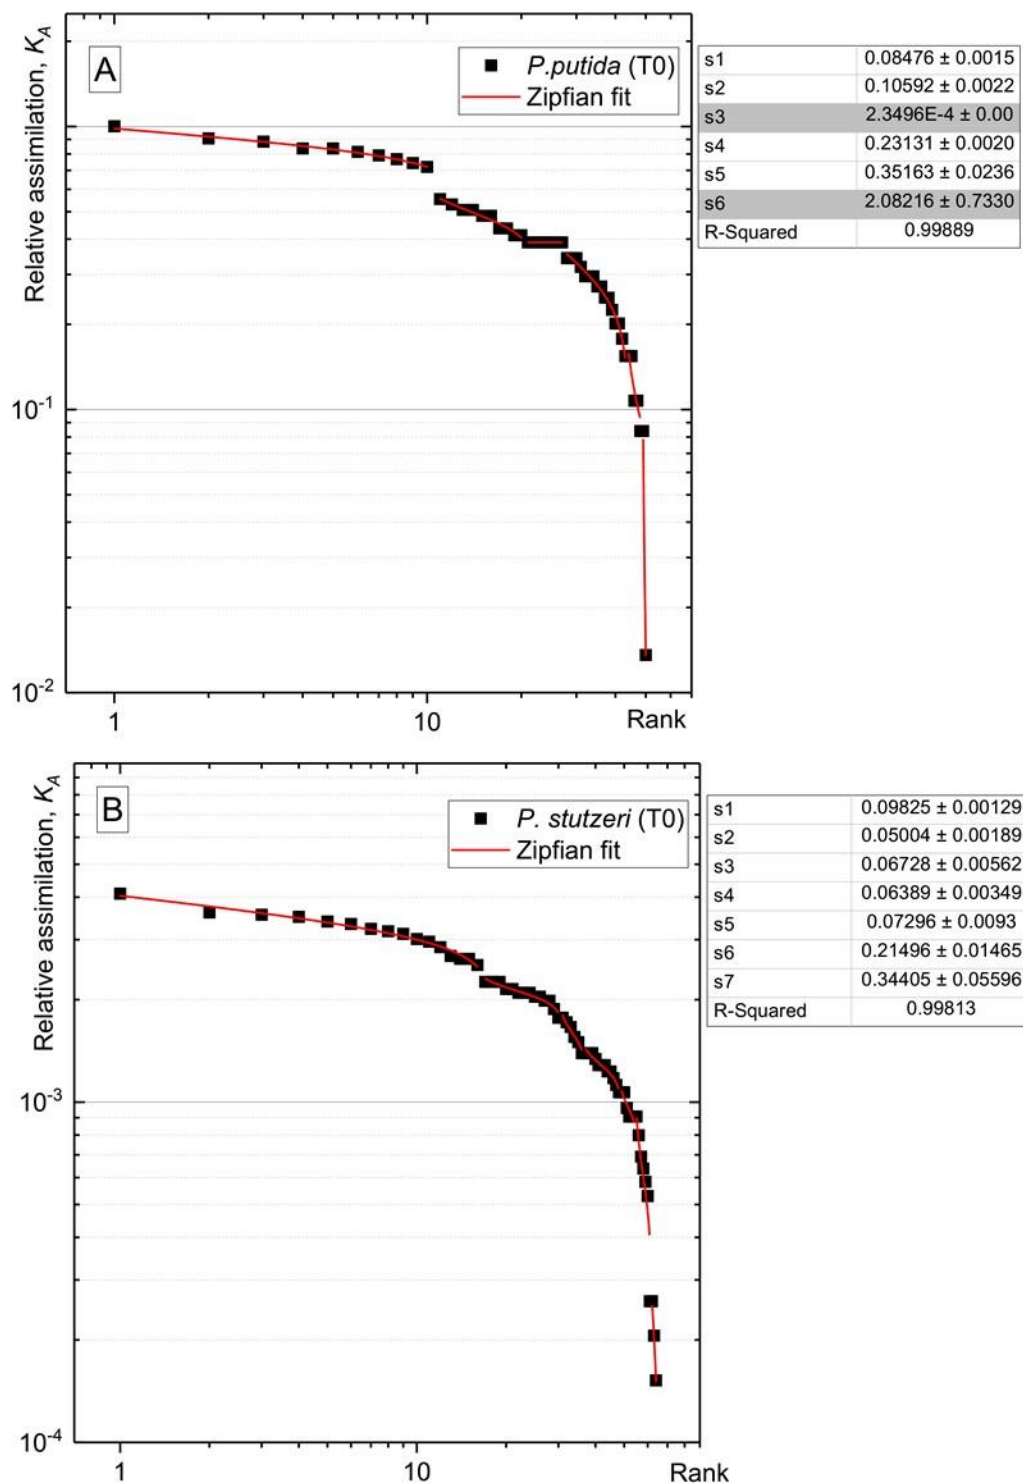 A
P.putida (T0)
Zipfian fit
Relative assimilation, K_A
10^-1
10^-2
1
10
Rank
s1 0.08476 ± 0.0015
s2 0.10592 ± 0.0022
s3 2.3496E-4 ± 0.00
s4 0.23131 ± 0.0020
s5 0.35163 ± 0.0236
s6 2.08216 ± 0.7330
R-Squared 0.99889
B
P. stutzeri (T0)
Zipfian fit
Relative assimilation, K_A
10^-3
10^-4
1
10
Rank
s1 0.09825 ± 0.00129
s2 0.05004 ± 0.00189
s3 0.06728 ± 0.00562
s4 0.06389 ± 0.00349
s5 0.07296 ± 0.0093
s6 0.21496 ± 0.01465
s7 0.34405 ± 0.05596
R-Squared 0.99813